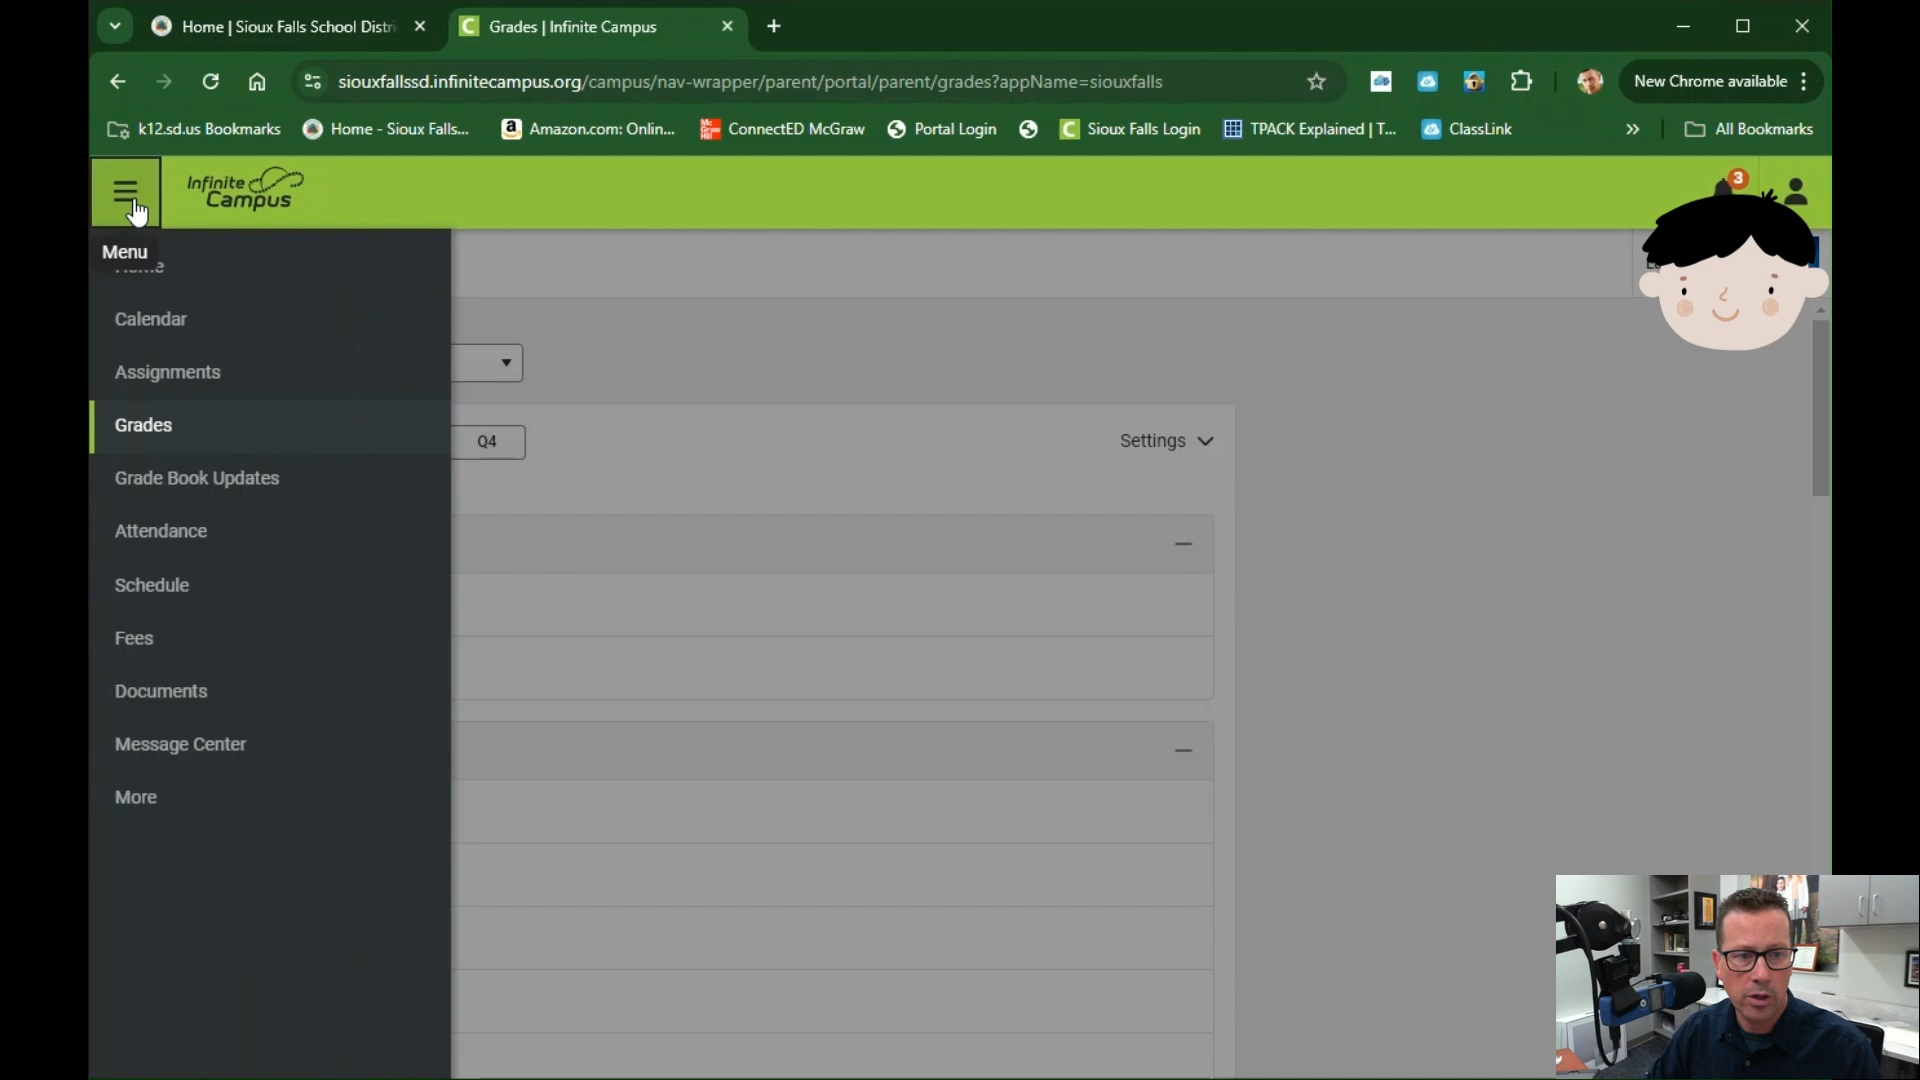 Home | Sioux Falls School Distri
Grades | Infinite Campus
siouxfallssd.infinitecampus.org/campus/nav-wrapper/parent/portal/parent/grades?appName=siouxfalls
New Chrome available
k12.sd.us Bookmarks
Home - Sioux Falls...
Amazon.com: Onlin...
ConnectED McGraw
Portal Login
Sioux Falls Login
TPACK Explained | T...
ClassLink
All Bookmarks
Infinite Campus
3
Menu
Home
Calendar
Assignments
Grades
Q4
Settings
Grade Book Updates
Attendance
Schedule
Fees
Documents
Message Center
More